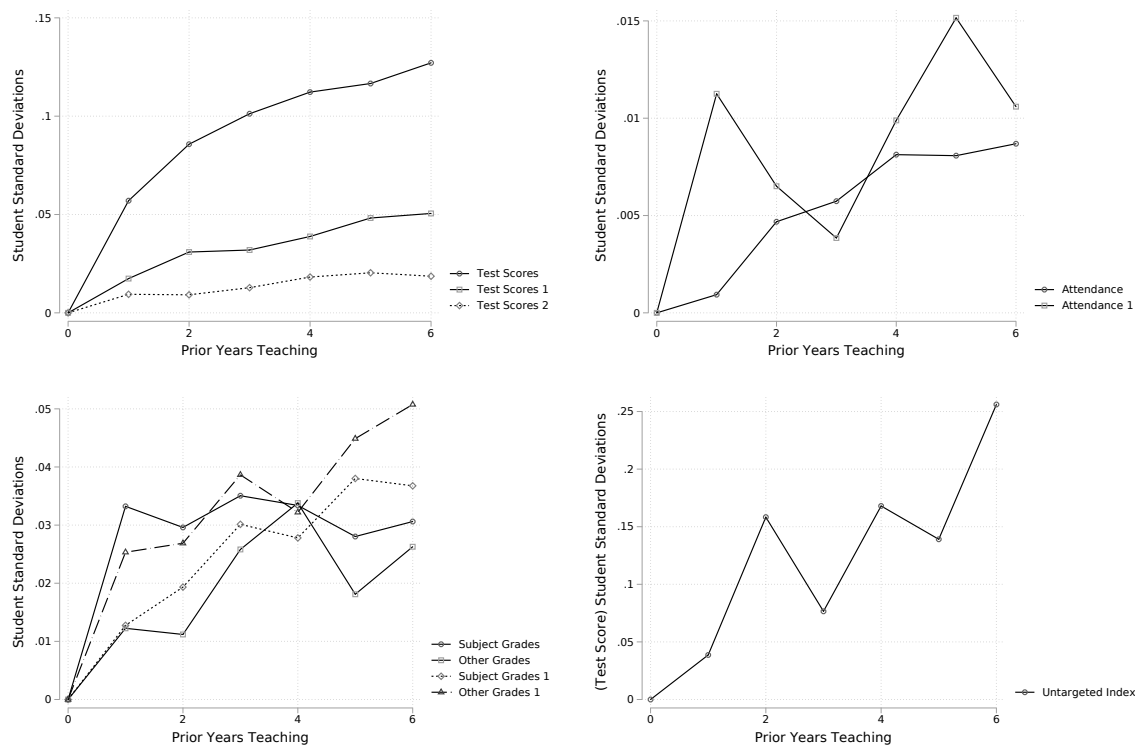 Student Standard Deviations
.15
.1
.05
0
0 2 4 6
Prior Years Teaching
Test Scores
Test Scores 1
Test Scores 2
Student Standard Deviations
.015
.01
.005
0
0 2 4 6
Prior Years Teaching
Attendance
Attendance 1
Student Standard Deviations
.05
.04
.03
.02
.01
0
0 2 4 6
Prior Years Teaching
Subject Grades
Other Grades
Subject Grades 1
Other Grades 1
(Test Score) Student Standard Deviations
.25
.2
.15
.1
.05
0
0 2 4 6
Prior Years Teaching
Untargeted Index